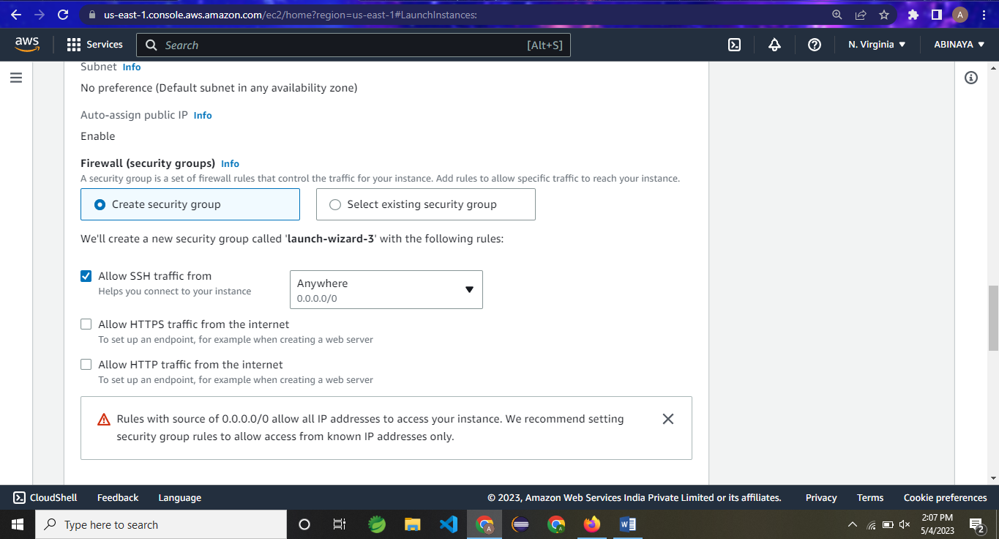 us-east-1.console.aws.amazon.com/ec2/home?region=us-east-1#LaunchInstances:
A
aws
Services
Search
[Alt+S]
N. Virginia
ABINAYA
Subnet Info
No preference (Default subnet in any availability zone)
Auto-assign public IP Info
Enable
Firewall (security groups) Info
A security group is a set of firewall rules that control the traffic for your instance. Add rules to allow specific traffic to reach your instance.
Create security group
Select existing security group
We'll create a new security group called 'launch-wizard-3' with the following rules:
Allow SSH traffic from
Helps you connect to your instance
Anywhere
0.0.0.0/0
Allow HTTPS traffic from the internet
To set up an endpoint, for example when creating a web server
Allow HTTP traffic from the internet
To set up an endpoint, for example when creating a web server
Rules with source of 0.0.0.0/0 allow all IP addresses to access your instance. We recommend setting
security group rules to allow access from known IP addresses only.
CloudShell
Feedback
Language
© 2023, Amazon Web Services India Private Limited or its affiliates.
Privacy
Terms
Cookie preferences
Type here to search
A
W
2:07 PM
5/4/2023
2